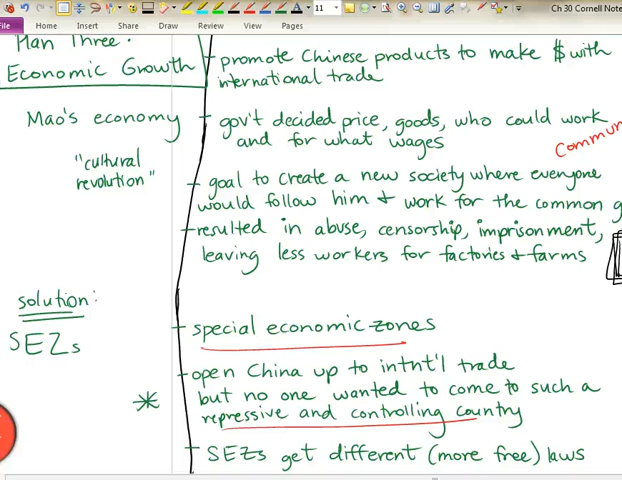 11
Ch 30 Cornell Note
File Home Insert Page Layout References Mailings Review View Pages
Plan Three:
Economic Growth
- promote Chinese products to make $ with
international trade
Mao's economy
- gov't decided price, goods, who could work
and for what wages
Commun
"cultural
revolution"
- goal to create a new society where everyone
would follow him + work for the common g
- resulted in abuse, censorship, imprisonment,
leaving less workers for factories + farms
solution:
SEZs
- special economic zones
- open China up to intnt'l trade
but no one wanted to come to such a
repressive and controlling country
- SEZs get different (more free) laws